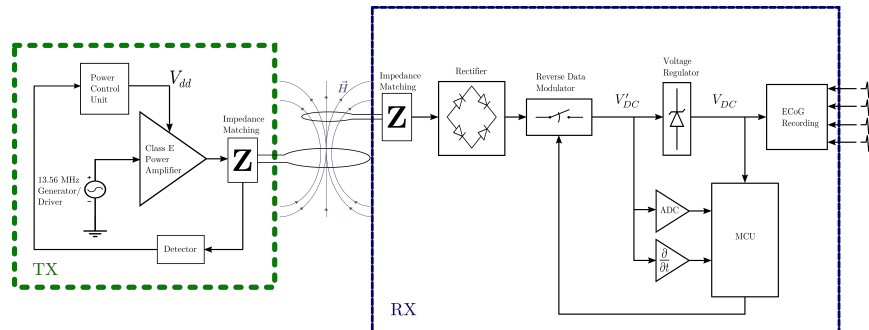 Power
Control
Unit
V_dd
Class E
Power
Amplifier
Impedance
Matching
Z
13.56 MHz
Generator/
Driver
+
−
Detector
TX
H⃗
Impedance
Matching
Z
Rectifier
Reverse Data
Modulator
V′_DC
Voltage
Regulator
V_DC
ECoG
Recording
ADC
∂/∂t
MCU
RX